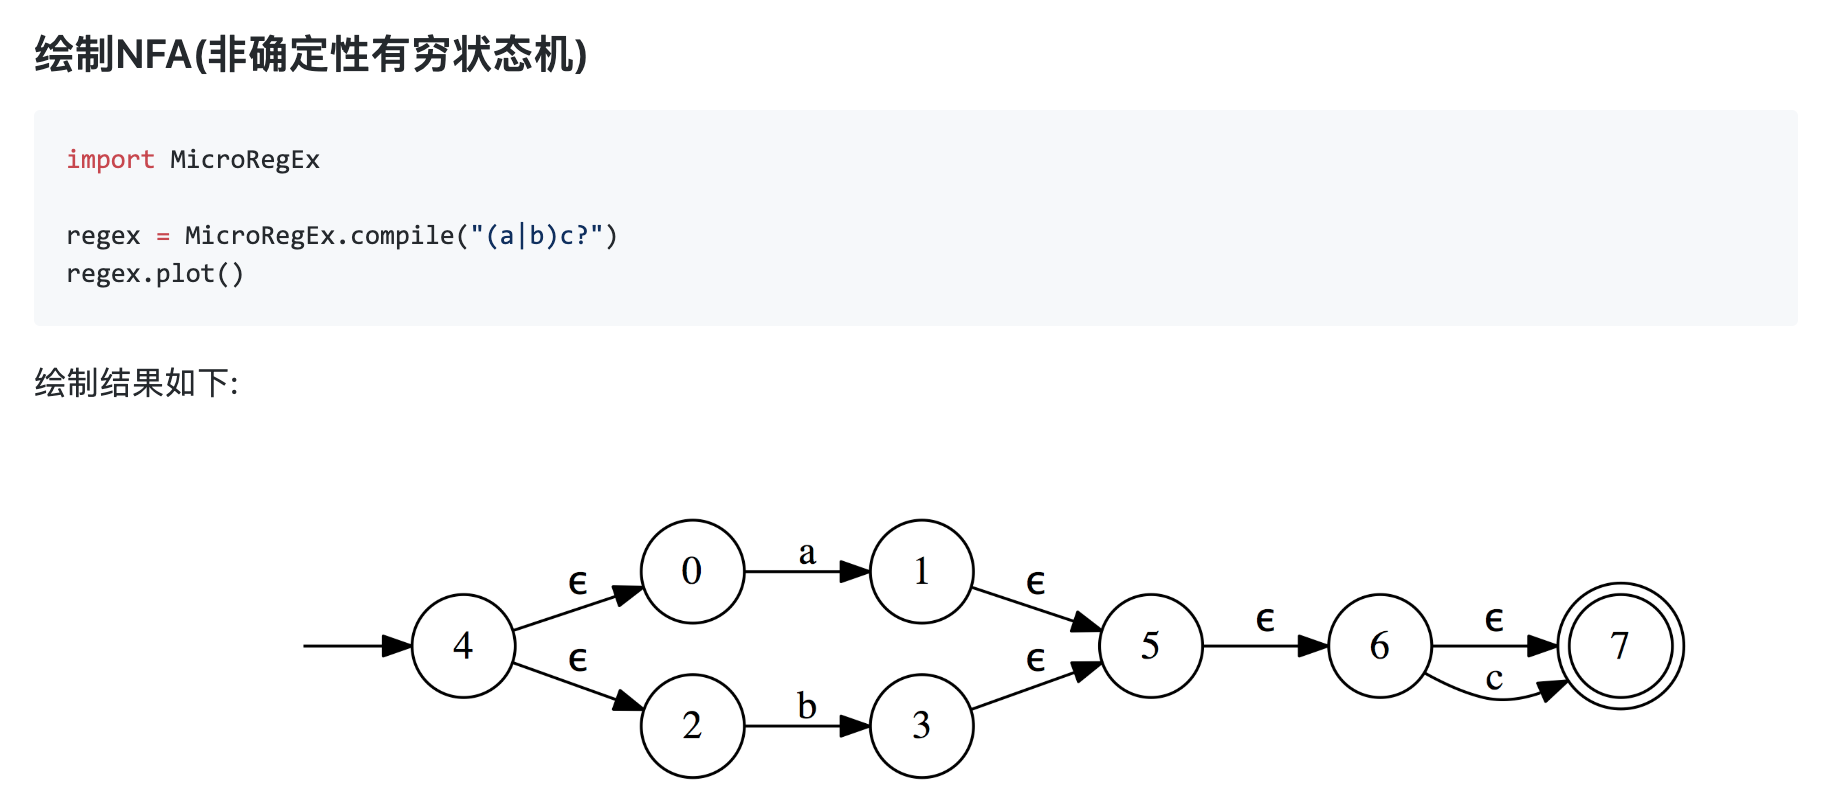 绘制NFA(非确定性有穷状态机)
import MicroRegEx
regex = MicroRegEx.compile("(a|b)c?")
regex.plot()
绘制结果如下:
0 a 1
ϵ ϵ
4 5 ϵ 6 ϵ 7
ϵ ϵ c
2 b 3